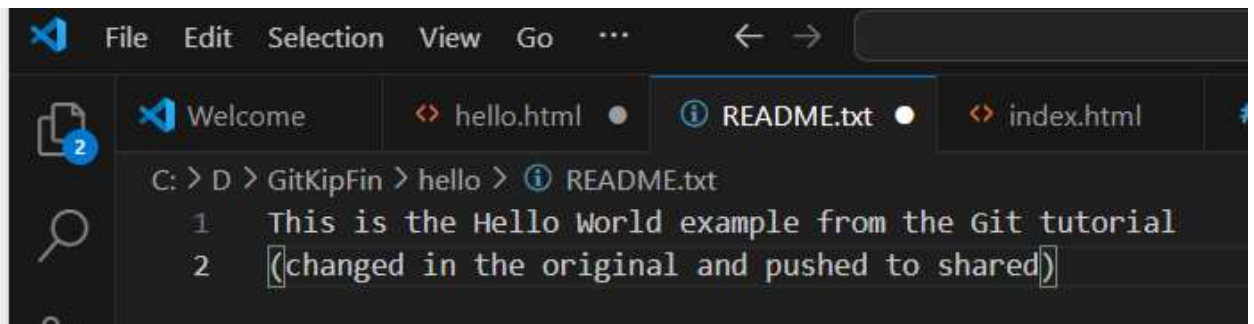 File Edit Selection View Go ···
Welcome hello.html README.txt index.html #
2
C: > D > GitKipFin > hello > README.txt
1 This is the Hello World example from the Git tutorial
2 (changed in the original and pushed to shared)